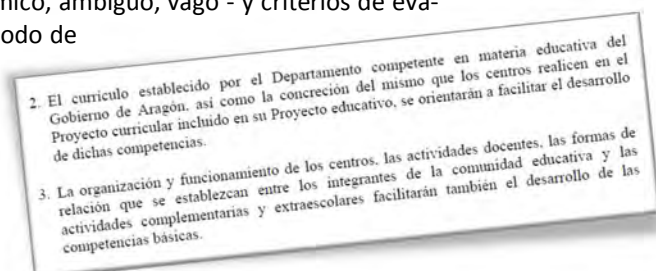 mico, ambiguo, vago - y criterios de eva-
odo de
2. El currículo establecido por el Departamento competente en materia educativa del
Gobierno de Aragón, así como la concreción del mismo que los centros realicen en el
Proyecto curricular incluido en su Proyecto educativo, se orientarán a facilitar el desarrollo
de dichas competencias.
3. La organización y funcionamiento de los centros, las actividades docentes, las formas de
relación que se establezcan entre los integrantes de la comunidad educativa y las
actividades complementarias y extraescolares facilitarán también el desarrollo de las
competencias básicas.